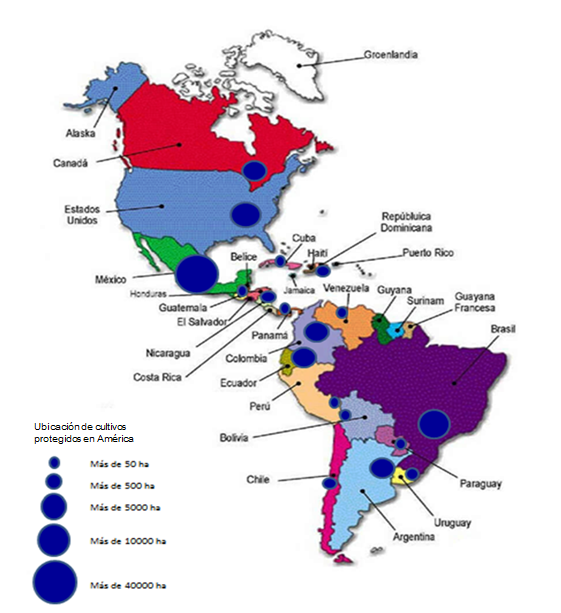 Groenlandia
Alaska
Canadá
Estados
Unidos
Repúbluica
Dominicana
Cuba
Haití
Puerto Rico
Belice
México
Jamaica
Venezuela
Guyana
Honduras
Surinam
Guayana
Francesa
Guatemala
El Salvador
Panamá
Brasil
Nicaragua
Colombia
Costa Rica
Ecuador
Perú
Bolivia
Chile
Paraguay
Uruguay
Argentina
Ubicación de cultivos
protegidos en América
Más de 50 ha
Más de 500 ha
Más de 5000 ha
Más de 10000 ha
Más de 40000 ha